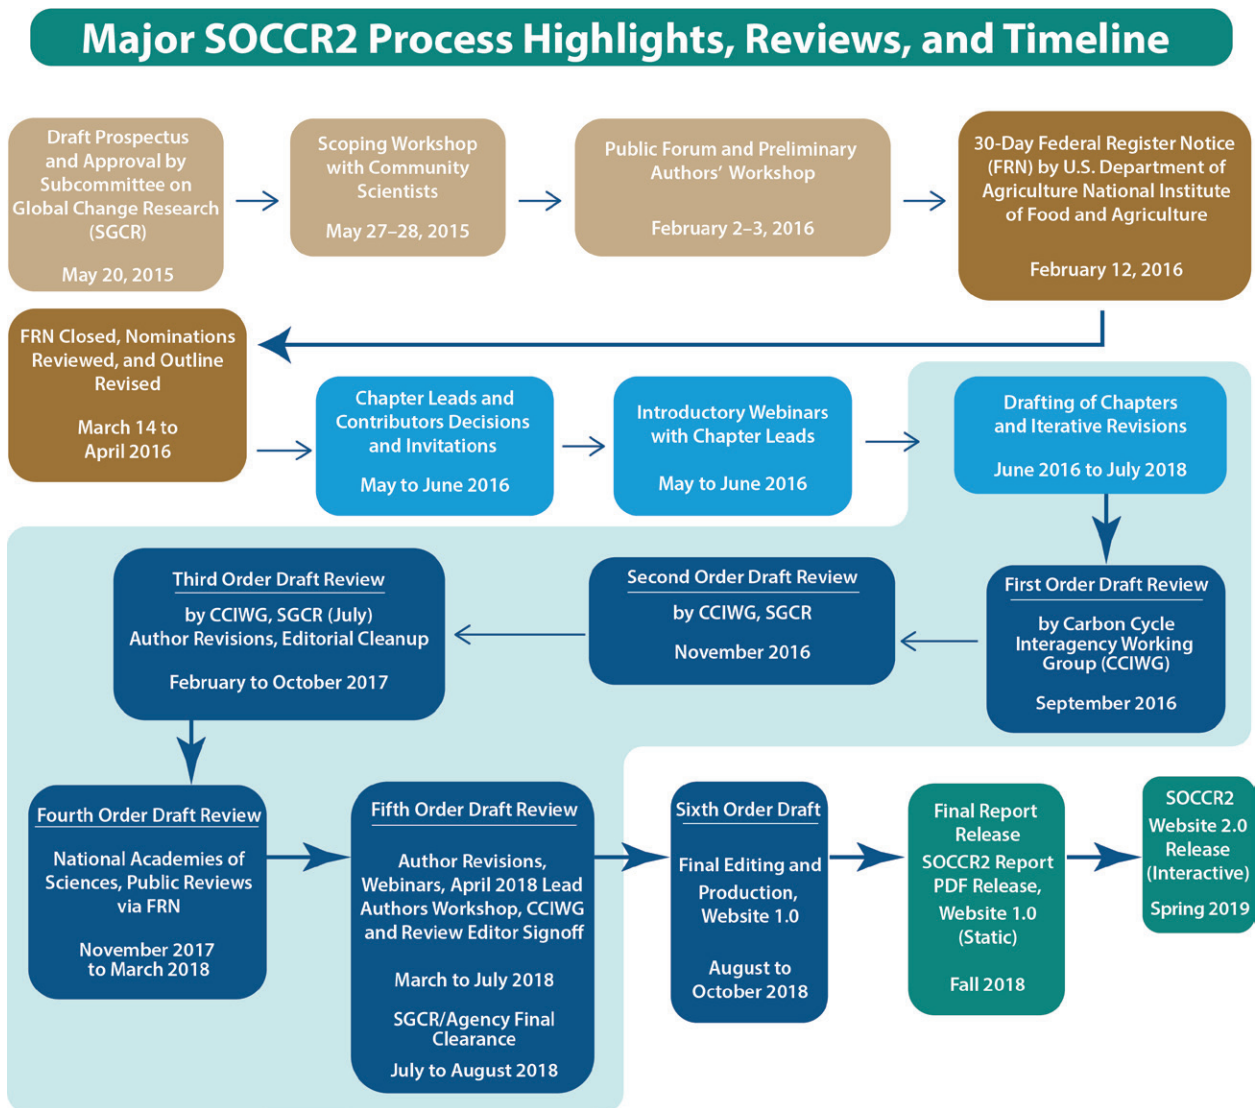 Major SOCCR2 Process Highlights, Reviews, and Timeline
Draft Prospectus
and Approval by
Subcommittee on
Global Change Research
(SGCR)
May 20, 2015
Scoping Workshop
with Community
Scientists
May 27–28, 2015
Public Forum and Preliminary
Authors’ Workshop
February 2–3, 2016
30-Day Federal Register Notice
(FRN) by U.S. Department of
Agriculture National Institute
of Food and Agriculture
February 12, 2016
FRN Closed, Nominations
Reviewed, and Outline
Revised
March 14 to
April 2016
Chapter Leads and
Contributors Decisions
and Invitations
May to June 2016
Introductory Webinars
with Chapter Leads
May to June 2016
Drafting of Chapters
and Iterative Revisions
June 2016 to July 2018
First Order Draft Review
by Carbon Cycle
Interagency Working
Group (CCIWG)
September 2016
Second Order Draft Review
by CCIWG, SGCR
November 2016
Third Order Draft Review
by CCIWG, SGCR (July)
Author Revisions, Editorial Cleanup
February to October 2017
Fourth Order Draft Review
National Academies of
Sciences, Public Reviews
via FRN
November 2017
to March 2018
Fifth Order Draft Review
Author Revisions,
Webinars, April 2018 Lead
Authors Workshop, CCIWG
and Review Editor Signoff
March to July 2018
SGCR/Agency Final
Clearance
July to August 2018
Sixth Order Draft
Final Editing and
Production,
Website 1.0
August to
October 2018
Final Report
Release
SOCCR2 Report
PDF Release,
Website 1.0
(Static)
Fall 2018
SOCCR2
Website 2.0
Release
(Interactive)
Spring 2019